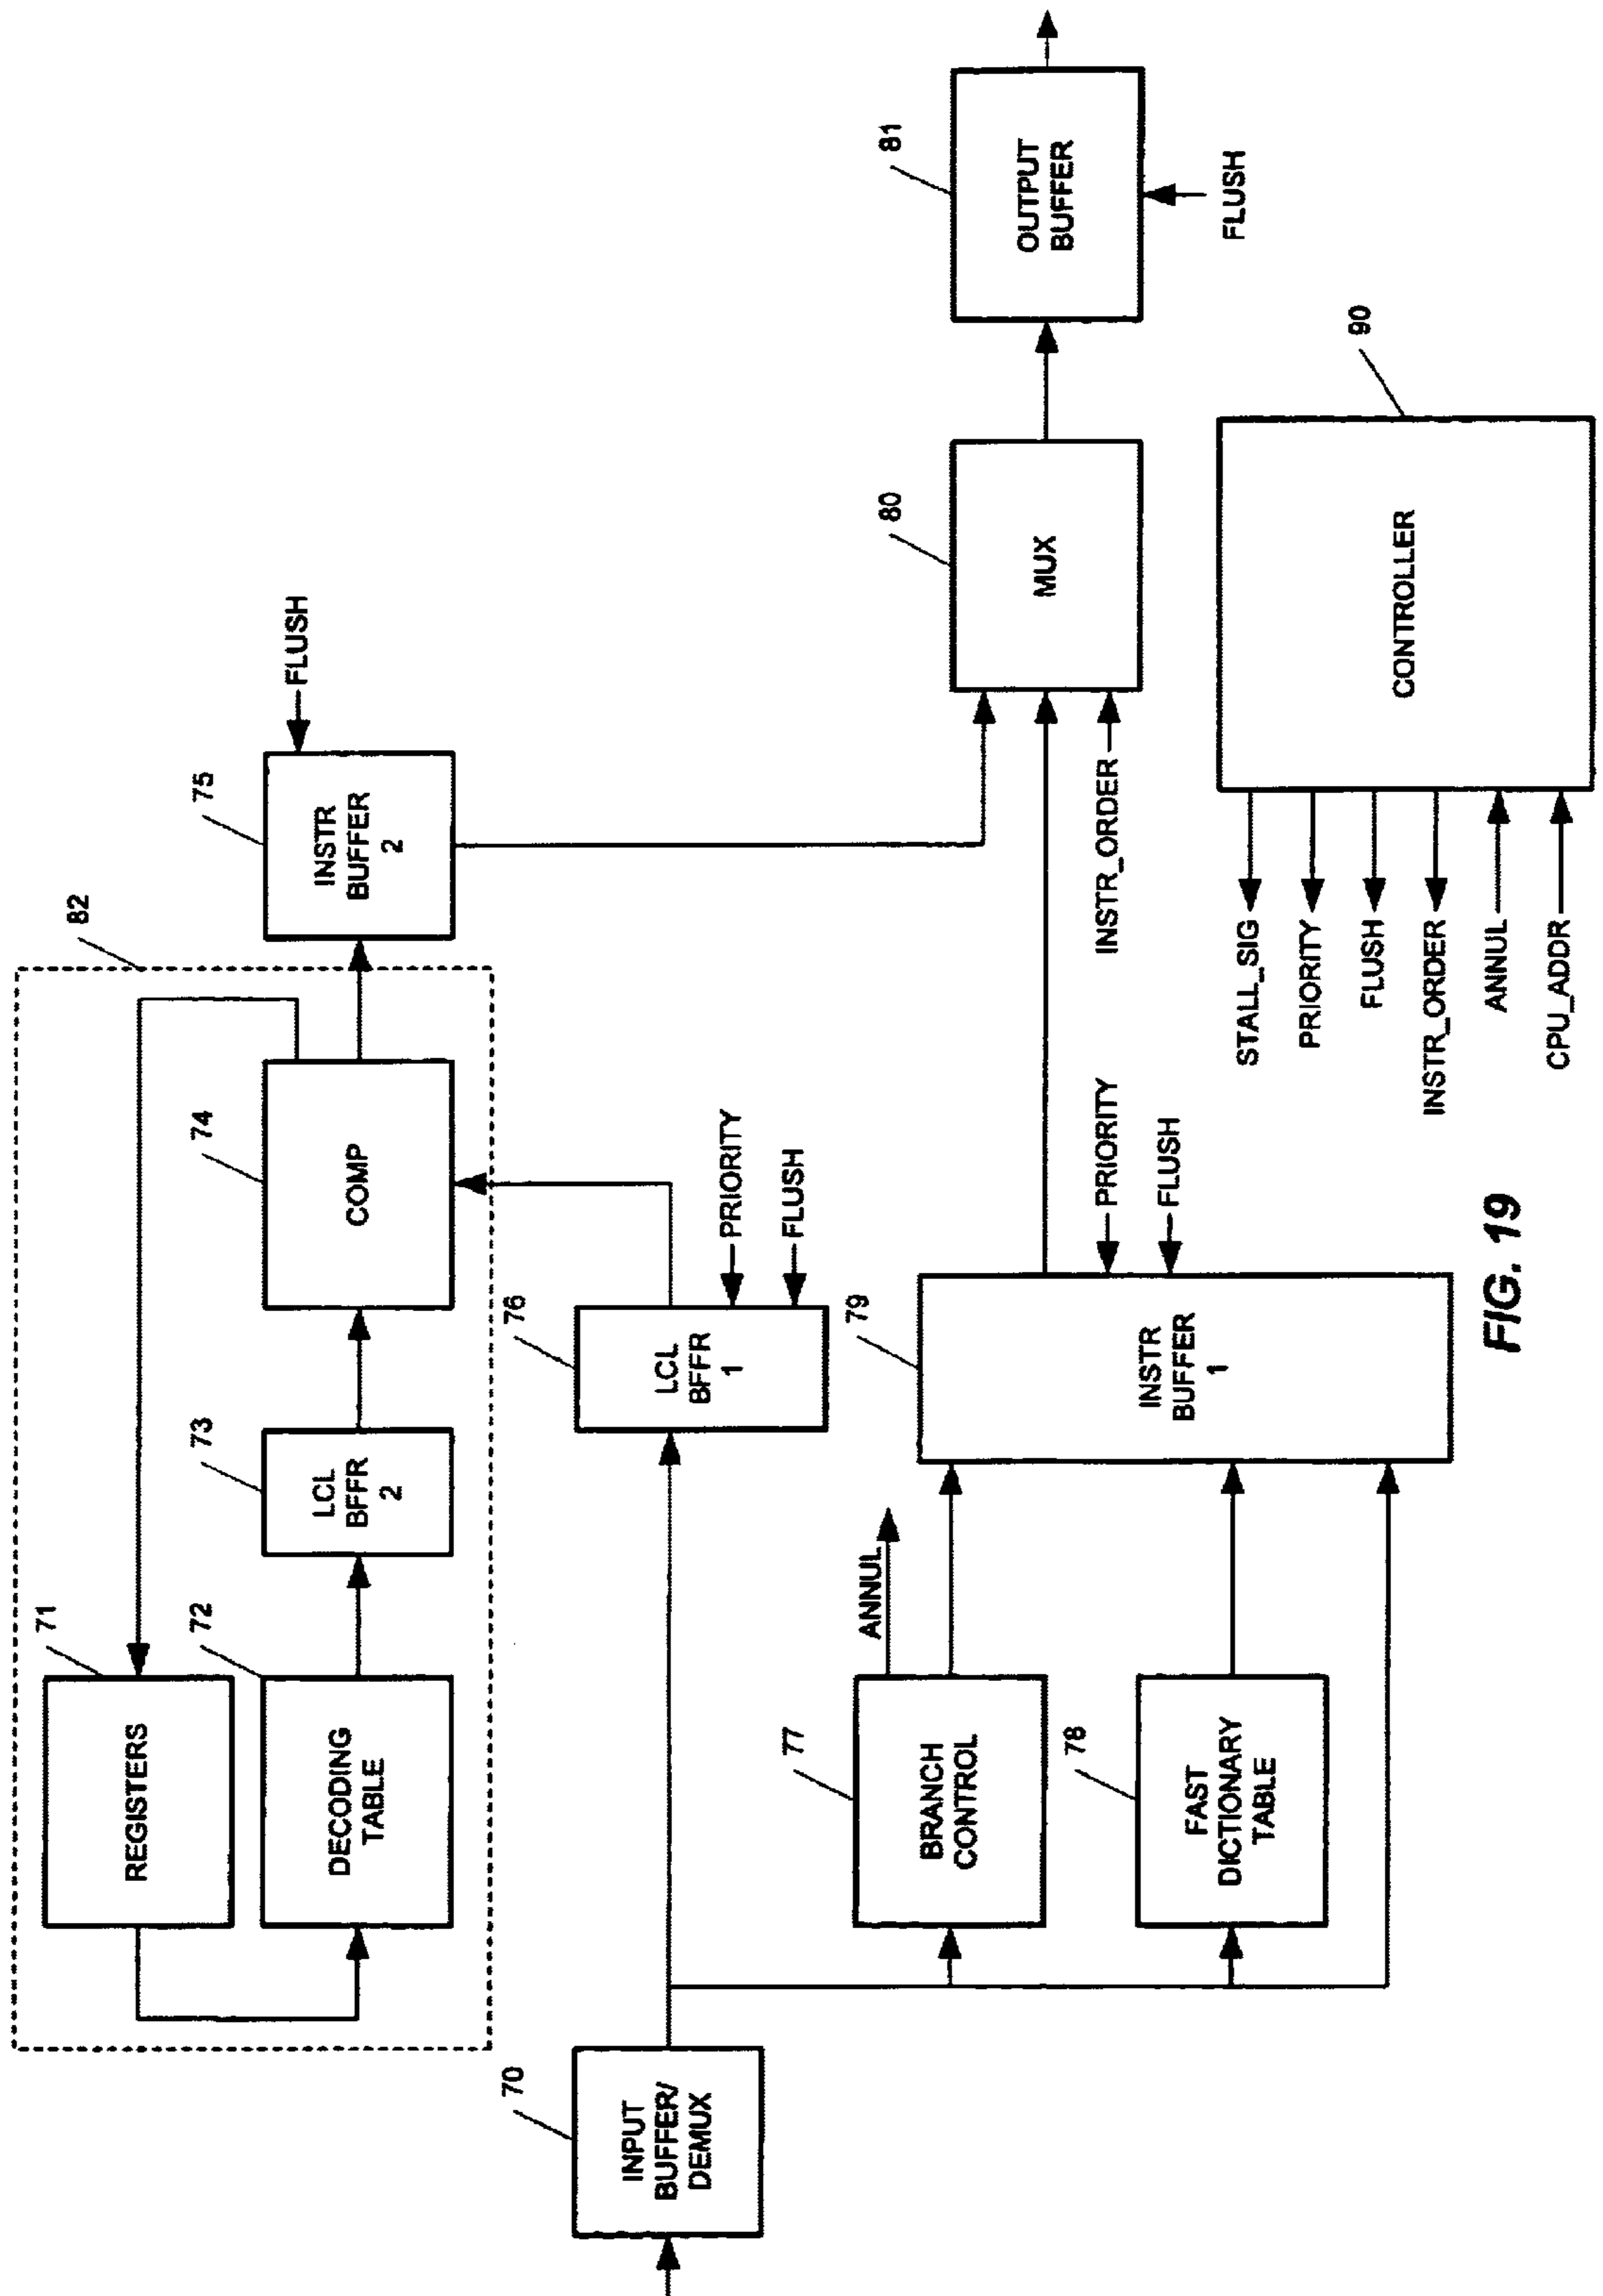 82
71
REGISTERS
72
DECODING
TABLE
73
LCL
BFFR
2
74
COMP
75
INSTR
BUFFER
2
FLUSH
70
INPUT
BUFFER/
DEMUX
76
LCL
BFFR
1
PRIORITY
FLUSH
77
BRANCH
CONTROL
ANNUL
78
FAST
DICTIONARY
TABLE
79
INSTR
BUFFER
1
PRIORITY
FLUSH
INSTR_ORDER
80
MUX
81
OUTPUT
BUFFER
FLUSH
90
CONTROLLER
STALL_SIG
PRIORITY
FLUSH
INSTR_ORDER
ANNUL
CPU_ADDR
FIG. 19